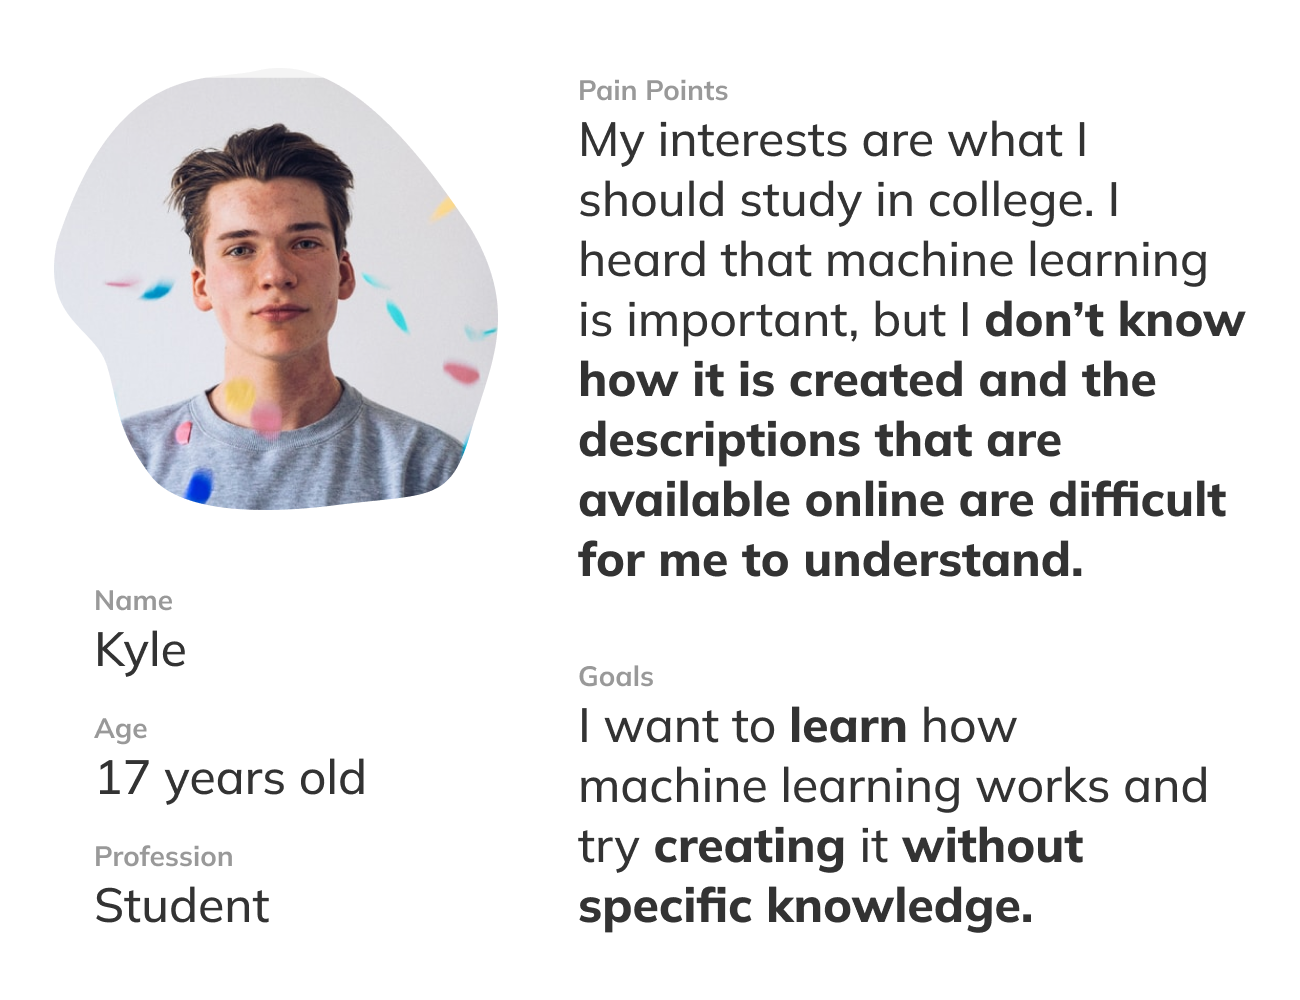 Pain Points
My interests are what I
should study in college. I
heard that machine learning
is important, but I don’t know
how it is created and the
descriptions that are
available online are difficult
for me to understand.
Name
Kyle
Age
17 years old
Profession
Student
Goals
I want to learn how
machine learning works and
try creating it without
specific knowledge.